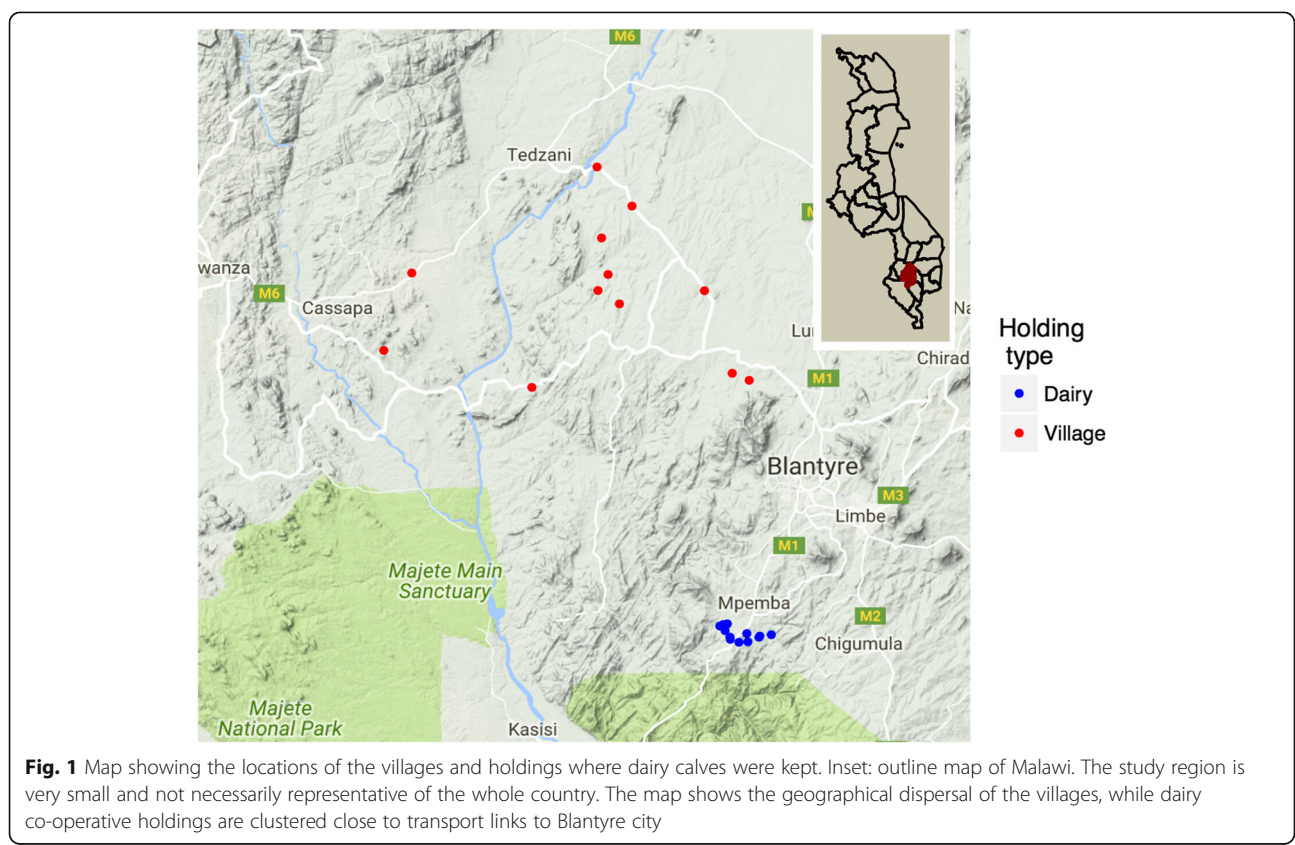 M6
Tedzani
M
wanza
M6
Cassapa
Lur
Na
Chirad
M1
Blantyre
M3
Limbe
M1
Majete Main
Sanctuary
Mpemba
M2
Chigumula
Majete
National Park
Kasisi
Holding
type
Dairy
Village
Fig. 1 Map showing the locations of the villages and holdings where dairy calves were kept. Inset: outline map of Malawi. The study region is
very small and not necessarily representative of the whole country. The map shows the geographical dispersal of the villages, while dairy
co-operative holdings are clustered close to transport links to Blantyre city